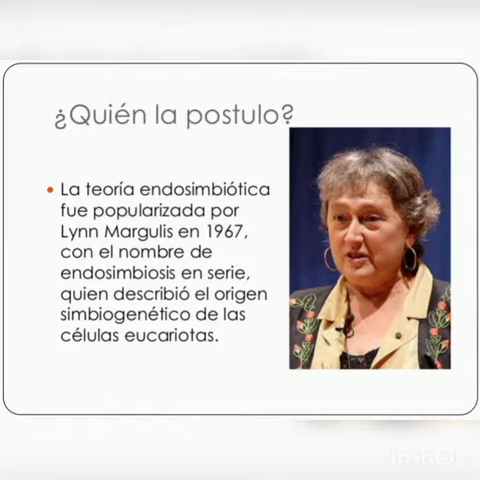 ¿Quién la postulo?
La teoría endosimbiótica
fue popularizada por
Lynn Margulis en 1967,
con el nombre de
endosimbiosis en serie,
quien describió el origen
simbiogenético de las
células eucariotas.